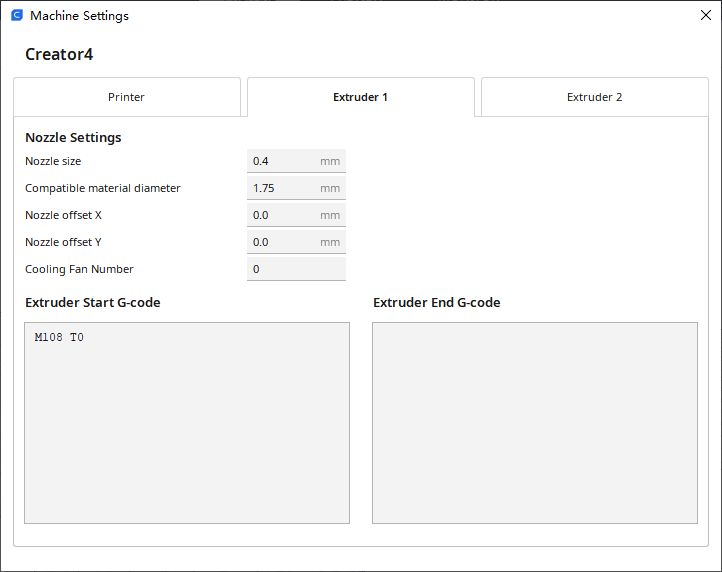 Machine Settings
Creator4
Printer
Extruder 1
Extruder 2
Nozzle Settings
Nozzle size 0.4 mm
Compatible material diameter 1.75 mm
Nozzle offset X 0.0 mm
Nozzle offset Y 0.0 mm
Cooling Fan Number 0
Extruder Start G-code
Extruder End G-code
M108 T0